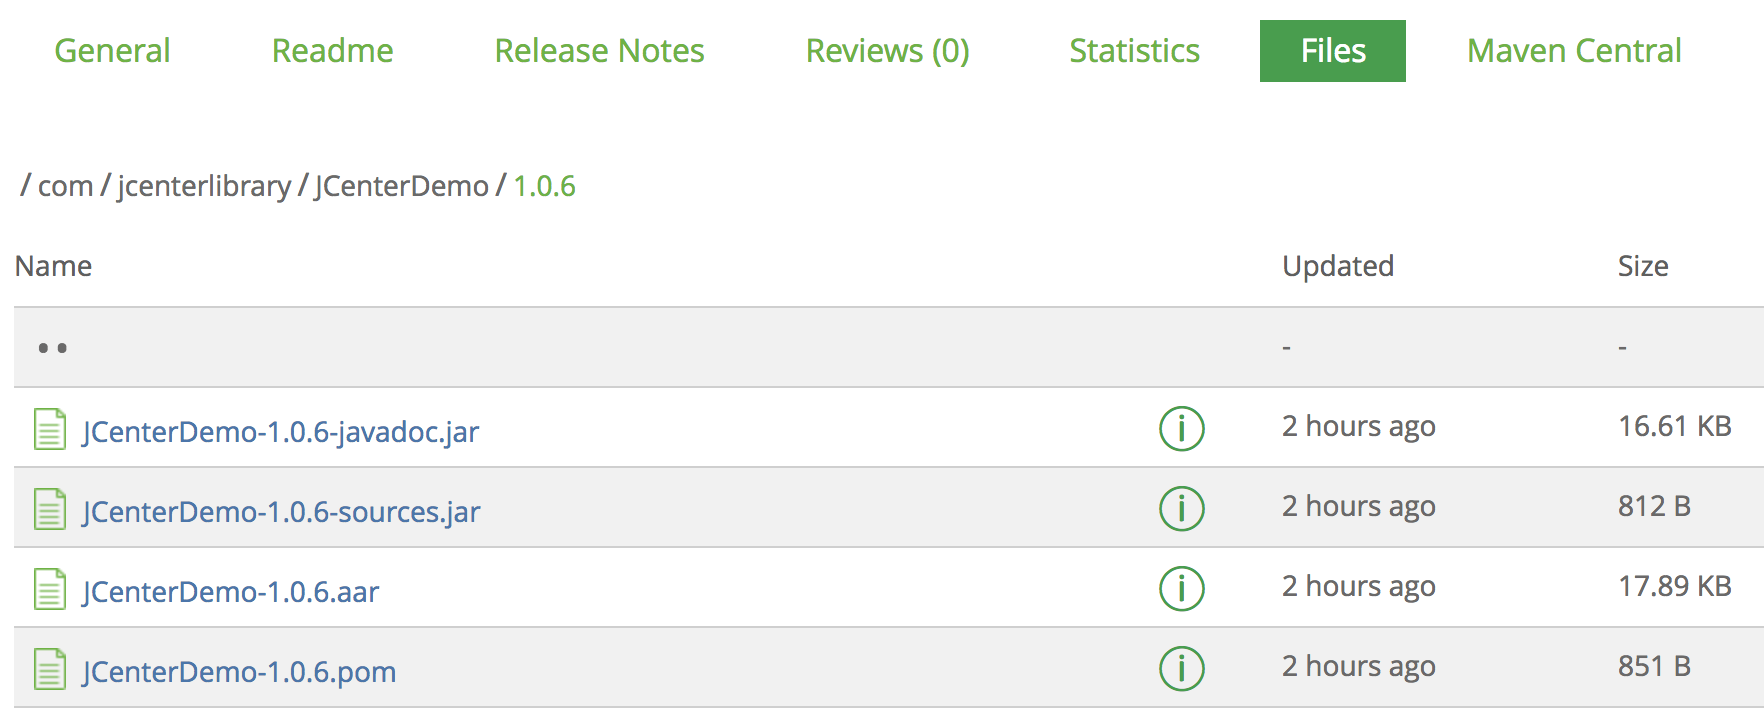 General Readme Release Notes Reviews (0) Statistics Files Maven Central
/ com / jcenterlibrary / JCenterDemo / 1.0.6
Name Updated Size
.. - -
JCenterDemo-1.0.6-javadoc.jar i 2 hours ago 16.61 KB
JCenterDemo-1.0.6-sources.jar i 2 hours ago 812 B
JCenterDemo-1.0.6.aar i 2 hours ago 17.89 KB
JCenterDemo-1.0.6.pom i 2 hours ago 851 B